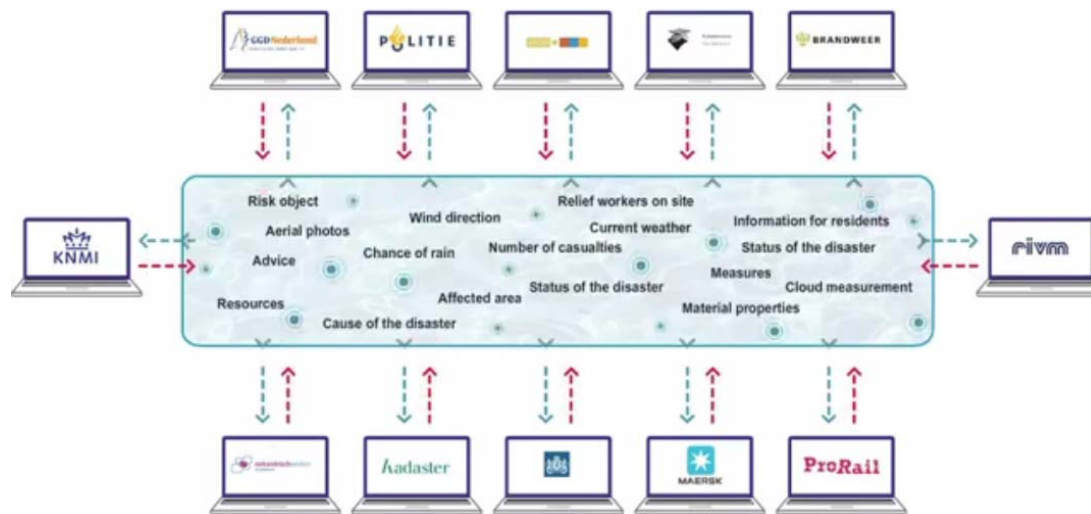 GGD Nederland
POLITIE
BRANDWEER
Risk object
Relief workers on site
Wind direction
Information for residents
Aerial photos
Current weather
KNMI
Chance of rain
Number of casualties
Status of the disaster
rivm
Advice
Measures
Status of the disaster
Cloud measurement
Affected area
Resources
Material properties
Cause of the disaster
kadaster
MAERSK
ProRail